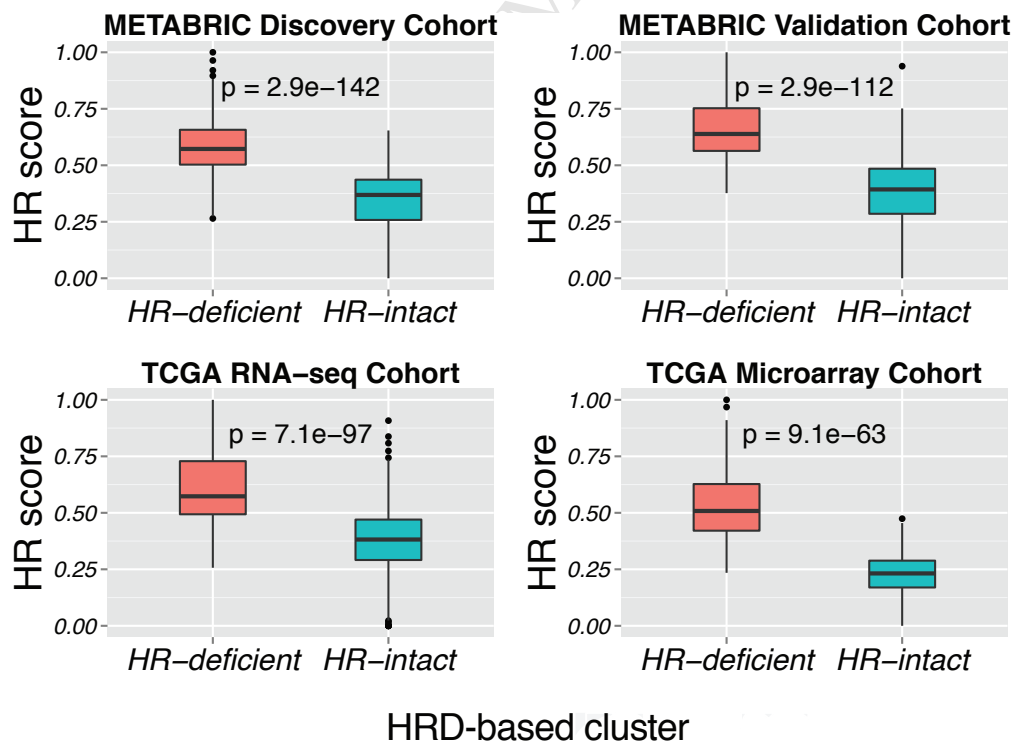 METABRIC Discovery Cohort
HR score
1.00
0.75
0.50
0.25
0.00
p = 2.9e−142
HR−deficient HR−intact
METABRIC Validation Cohort
HR score
1.00
0.75
0.50
0.25
0.00
p = 2.9e−112
HR−deficient HR−intact
TCGA RNA−seq Cohort
HR score
1.00
0.75
0.50
0.25
0.00
p = 7.1e−97
HR−deficient HR−intact
TCGA Microarray Cohort
HR score
1.00
0.75
0.50
0.25
0.00
p = 9.1e−63
HR−deficient HR−intact
HRD-based cluster